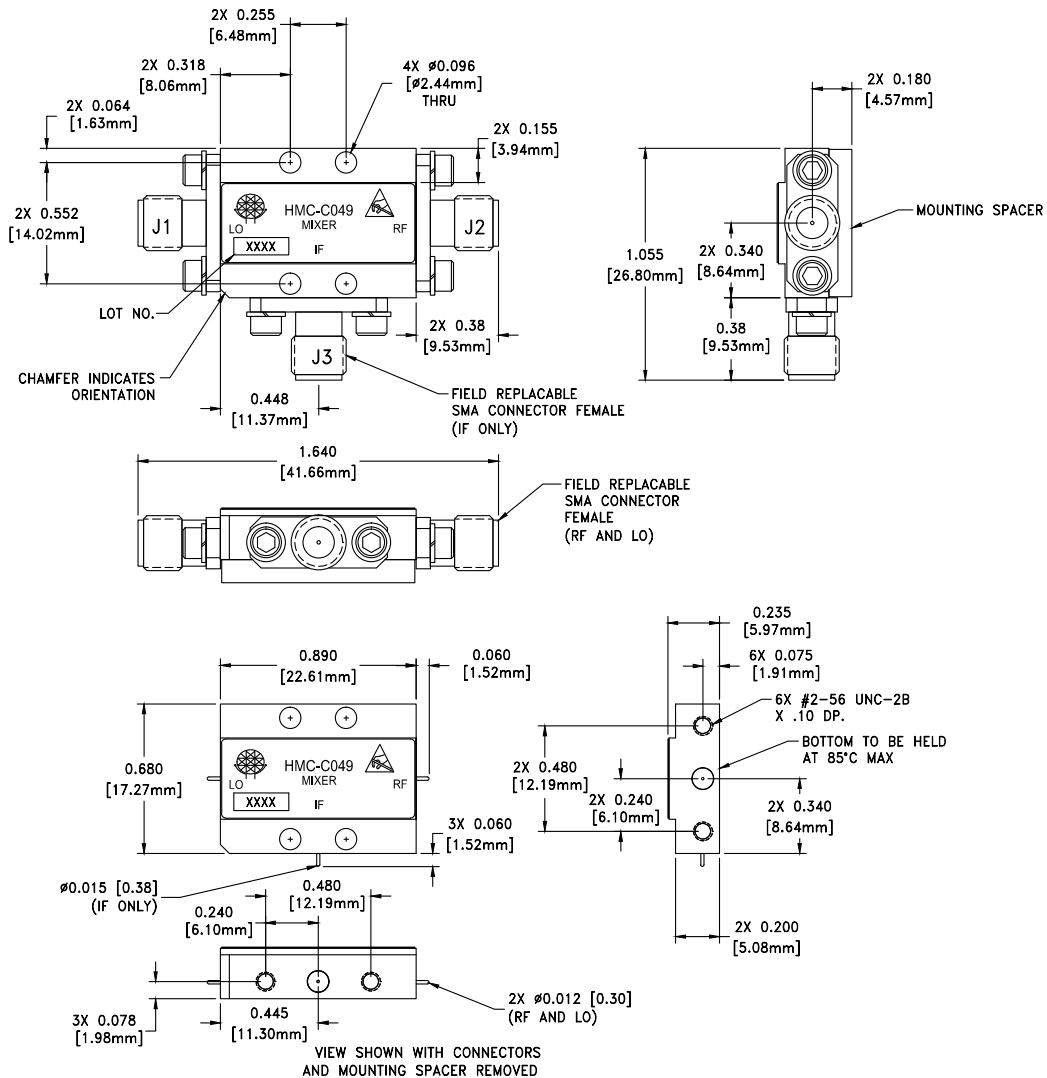 2X 0.255
[6.48mm]
2X 0.318
[8.06mm]
4X ø0.096
[ø2.44mm]
THRU
2X 0.064
[1.63mm]
2X 0.155
[3.94mm]
2X 0.552
[14.02mm]
J1
J2
HMC-C049
MIXER
LO
RF
XXXX
IF
LOT NO.
2X 0.38
[9.53mm]
J3
CHAMFER INDICATES
ORIENTATION
0.448
[11.37mm]
FIELD REPLACABLE
SMA CONNECTOR FEMALE
(IF ONLY)
2X 0.180
[4.57mm]
MOUNTING SPACER
1.055
[26.80mm]
2X 0.340
[8.64mm]
0.38
[9.53mm]
1.640
[41.66mm]
FIELD REPLACABLE
SMA CONNECTOR
FEMALE
(RF AND LO)
0.890
[22.61mm]
0.060
[1.52mm]
0.680
[17.27mm]
HMC-C049
MIXER
LO
RF
XXXX
IF
3X 0.060
[1.52mm]
ø0.015 [0.38]
(IF ONLY)
0.480
[12.19mm]
0.240
[6.10mm]
3X 0.078
[1.98mm]
0.445
[11.30mm]
2X ø0.012 [0.30]
(RF AND LO)
0.235
[5.97mm]
6X 0.075
[1.91mm]
6X #2-56 UNC-2B
X .10 DP.
BOTTOM TO BE HELD
AT 85°C MAX
2X 0.480
[12.19mm]
2X 0.240
[6.10mm]
2X 0.340
[8.64mm]
2X 0.200
[5.08mm]
VIEW SHOWN WITH CONNECTORS
AND MOUNTING SPACER REMOVED